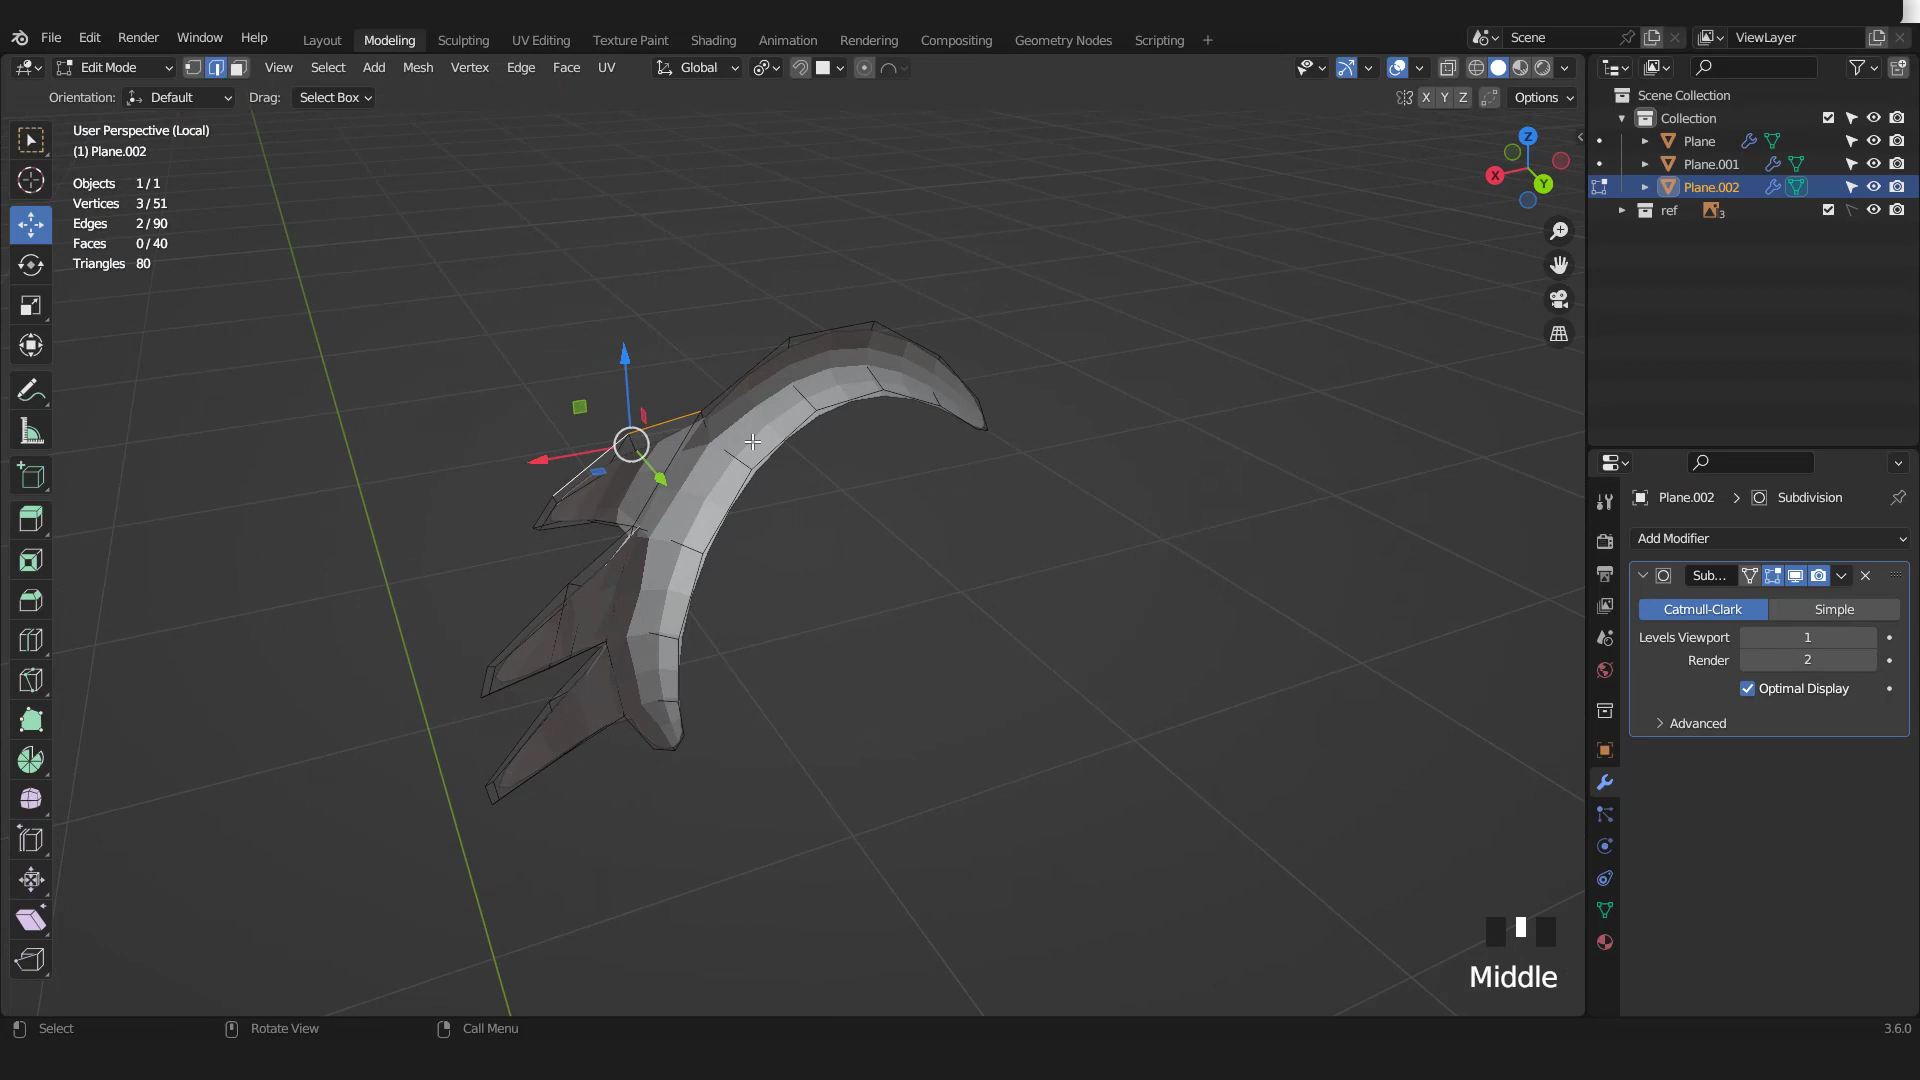 File Edit Render Window Help Layout Modeling Sculpting UV Editing Texture Paint Shading Animation Rendering Compositing Geometry Nodes Scripting + Scene ViewLayer
Edit Mode View Select Add Mesh Vertex Edge Face UV Global
Orientation: Default Drag: Select Box X Y Z Options
User Perspective (Local)
(1) Plane.002
Objects 1 / 1
Vertices 3 / 51
Edges 2 / 90
Faces 0 / 40
Triangles 80
Z
X
Y
Scene Collection
Collection
Plane
Plane.001
Plane.002
ref 3
Plane.002 > Subdivision
Add Modifier
Sub...
Catmull-Clark Simple
Levels Viewport 1
Render 2
Optimal Display
Advanced
Middle
Select Rotate View Call Menu 3.6.0